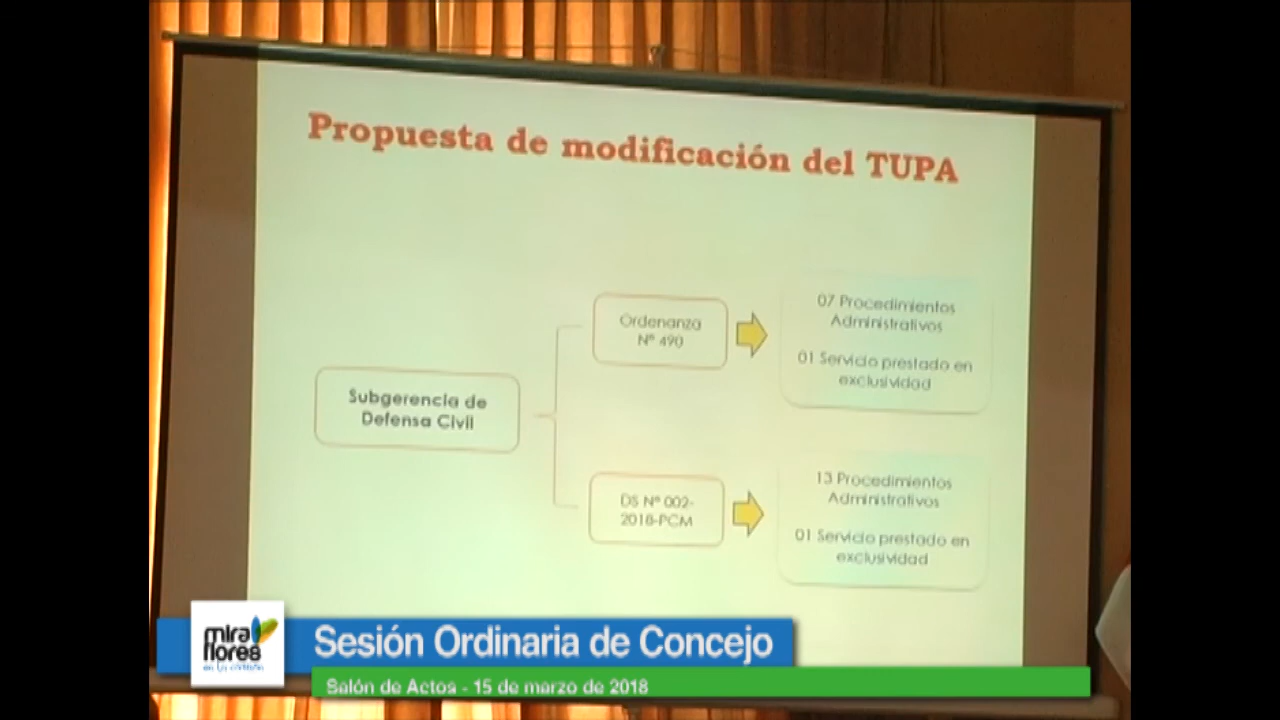 Propuesta de modificación del TUPA
Subgerencia de
Defensa Civil
Ordenanza
Nº 490
07 Procedimientos
Administrativos
01 Servicio prestado en
exclusividad
DS Nº 002-
2018-PCM
13 Procedimientos
Administrativos
01 Servicio prestado en
exclusividad
mira
flores
Sesión Ordinaria de Concejo
Salón de Actos - 15 de marzo de 2018